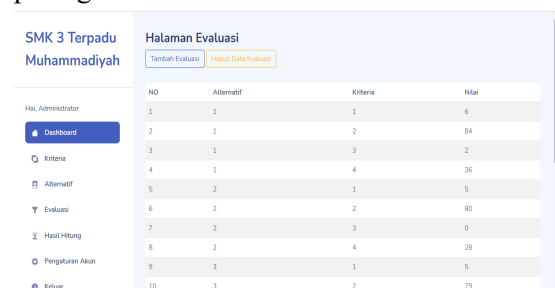 SMK 3 Terpadu
Muhammadiyah
Hai, Administrator
Dashboard
Kriteria
Alternatif
Evaluasi
Hasil Hitung
Pengaturan Akun
Keluar
Halaman Evaluasi
Tambah Evaluasi Hapus Data Evaluasi
NO Alternatif Kriteria Nilai
1 1 1 6
2 1 2 84
3 1 3 2
4 1 4 36
5 2 1 5
6 2 2 80
7 2 3 0
8 2 4 28
9 3 1 5
10 3 2 79